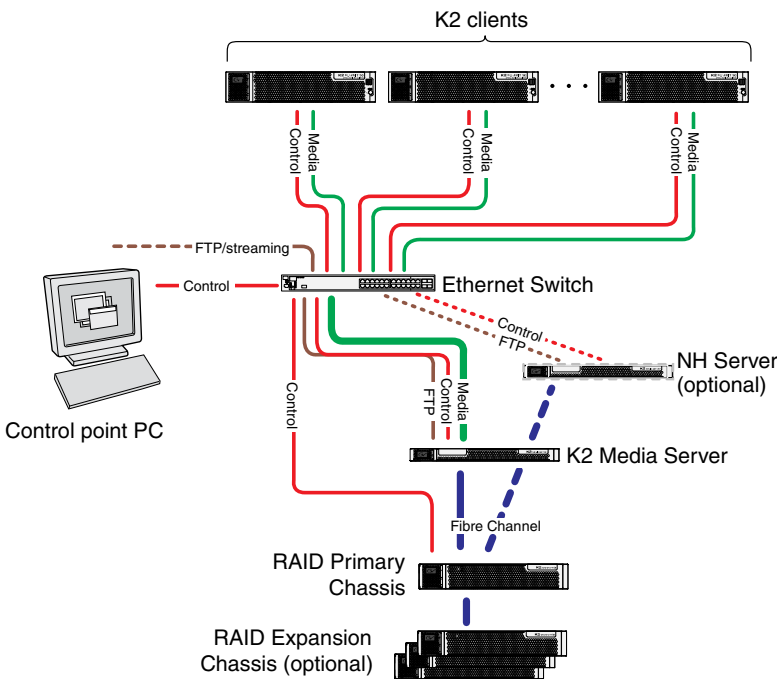 K2 clients
. . .
Control
Media
Control
Media
Control
Media
FTP/streaming
Control
Ethernet Switch
Control
FTP
NH Server
(optional)
Control
FTP
Control
Media
Control point PC
K2 Media Server
Fibre Channel
RAID Primary
Chassis
RAID Expansion
Chassis (optional)